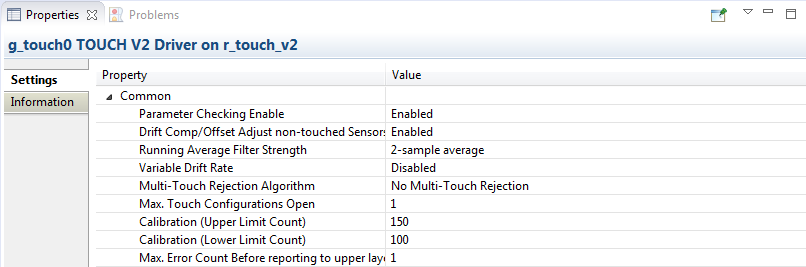 Properties Problems
g_touch0 TOUCH V2 Driver on r_touch_v2
Settings
Information
Property Value
Common
Parameter Checking Enable Enabled
Drift Comp/Offset Adjust non-touched Sensors Enabled
Running Average Filter Strength 2-sample average
Variable Drift Rate Disabled
Multi-Touch Rejection Algorithm No Multi-Touch Rejection
Max. Touch Configurations Open 1
Calibration (Upper Limit Count) 150
Calibration (Lower Limit Count) 100
Max. Error Count Before reporting to upper laye 1